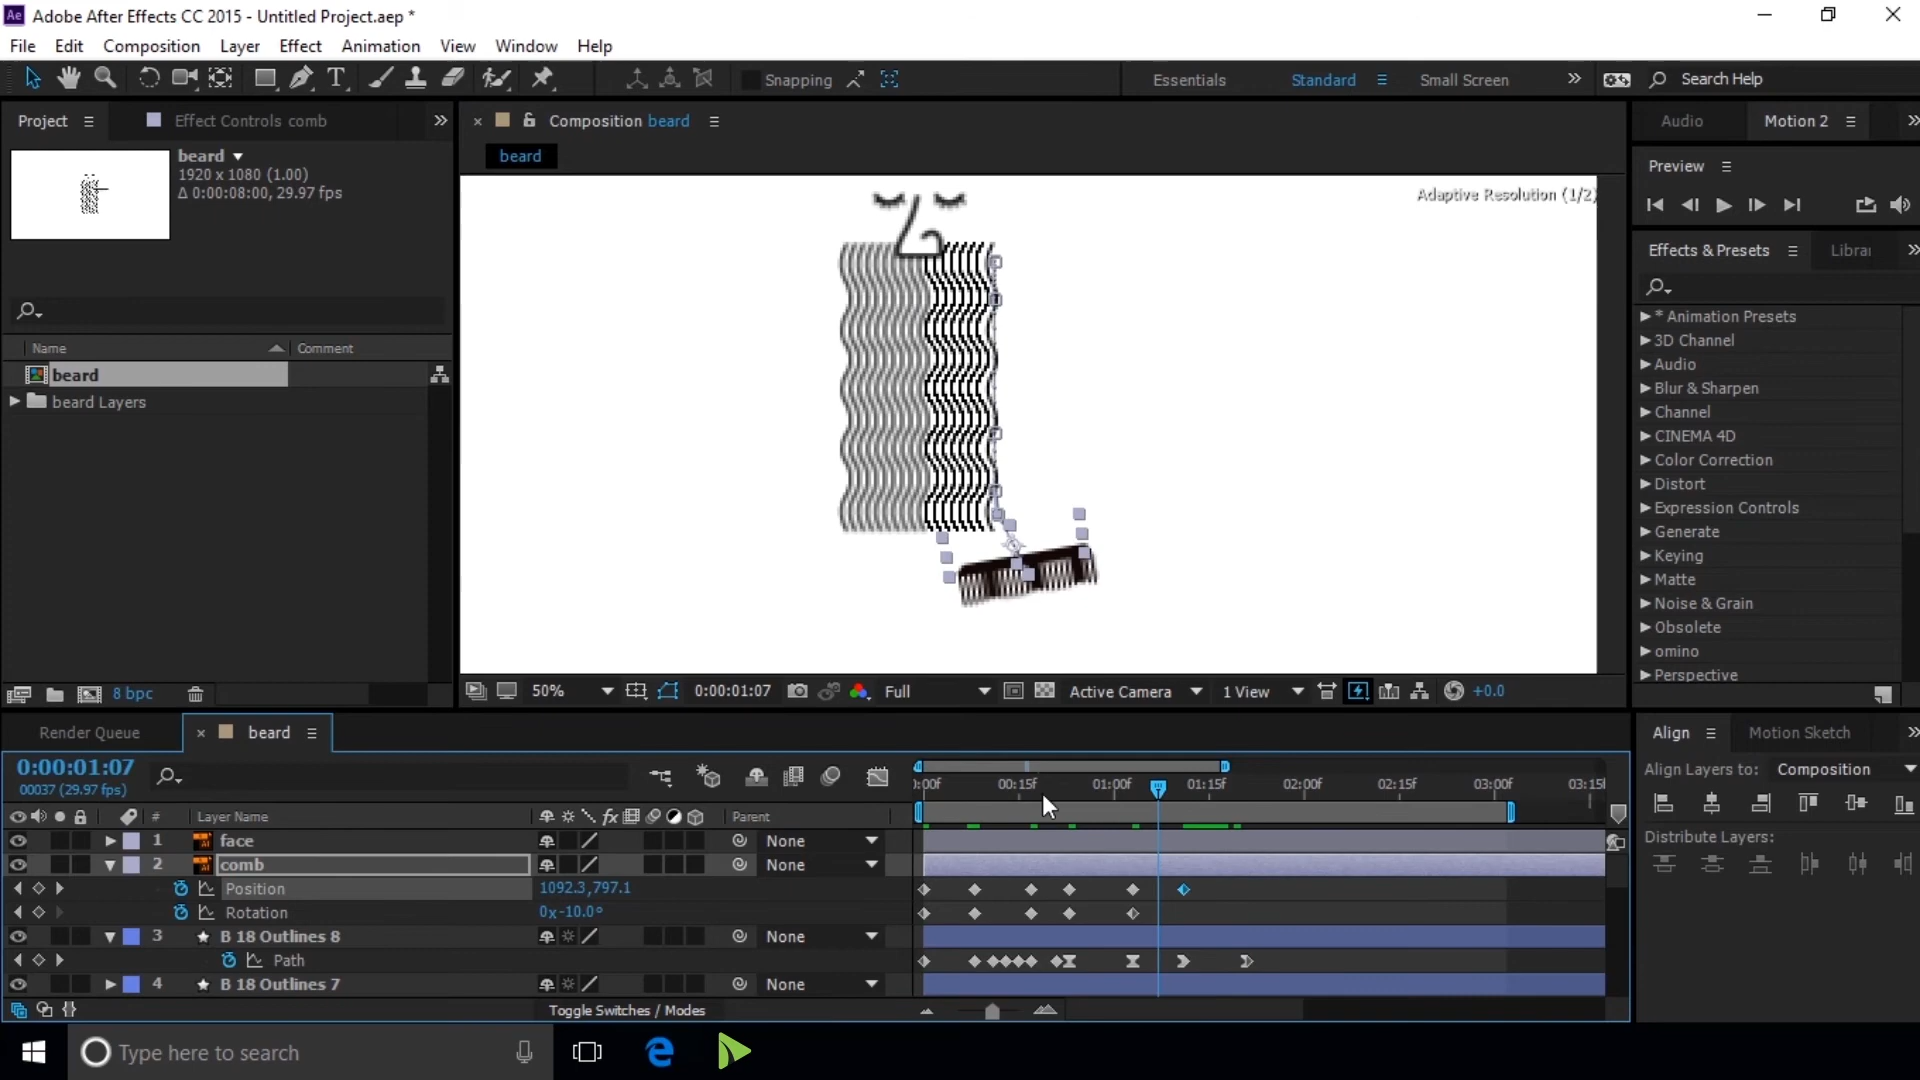 Ae Adobe After Effects CC 2015 - Untitled Project.aep *
File Edit Composition Layer Effect Animation View Window Help
T Snapping Essentials Standard Small Screen Search Help
Project Effect Controls comb Composition beard Audio Motion 2
beard
1920 x 1080 (1.00)
Δ 0:00:08:00, 29.97 fps
beard
Adaptive Resolution (1/2)
Preview
Effects & Presets Librar
* Animation Presets
3D Channel
Audio
Blur & Sharpen
Channel
CINEMA 4D
Color Correction
Distort
Expression Controls
Generate
Keying
Matte
Noise & Grain
Obsolete
omino
Perspective
Name Comment
beard
beard Layers
8 bpc
50% 0:00:01:07 Full Active Camera 1 View +0.0
Render Queue beard Align Motion Sketch
0:00:01:07
00037 (29.97 fps)
):00f 00:15f 01:00f 01:15f 02:00f 02:15f 03:00f 03:15f
Align Layers to: Composition
Distribute Layers:
# Layer Name fx Parent
1 face None
2 comb None
Position 1092.3,797.1
Rotation 0x-10.0°
3 B 18 Outlines 8 None
Path
4 B 18 Outlines 7 None
Toggle Switches / Modes
Type here to search